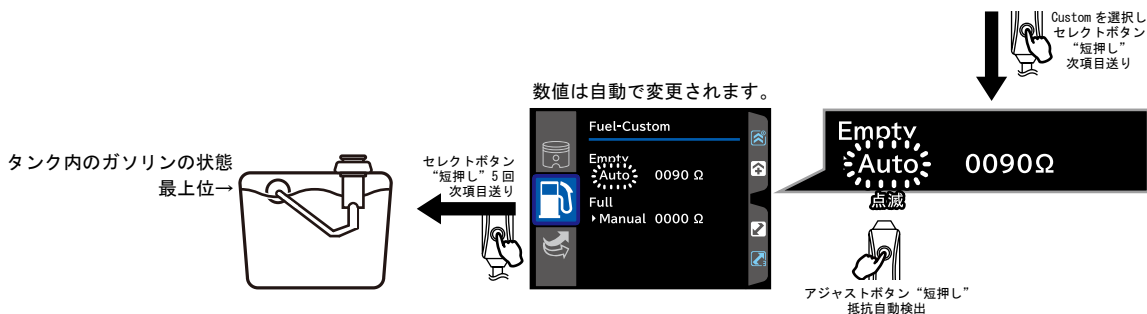 Custom を選択し
セレクトボタン
“短押し”
次項目送り
Empty
Auto 0090Ω
点滅
アジャストボタン“短押し”
抵抗自動検出
数値は自動で変更されます。
Fuel-Custom
Empty
Auto 0090 Ω
Full
▸Manual 0000 Ω
セレクトボタン
“短押し”5回
次項目送り
タンク内のガソリンの状態
最上位→